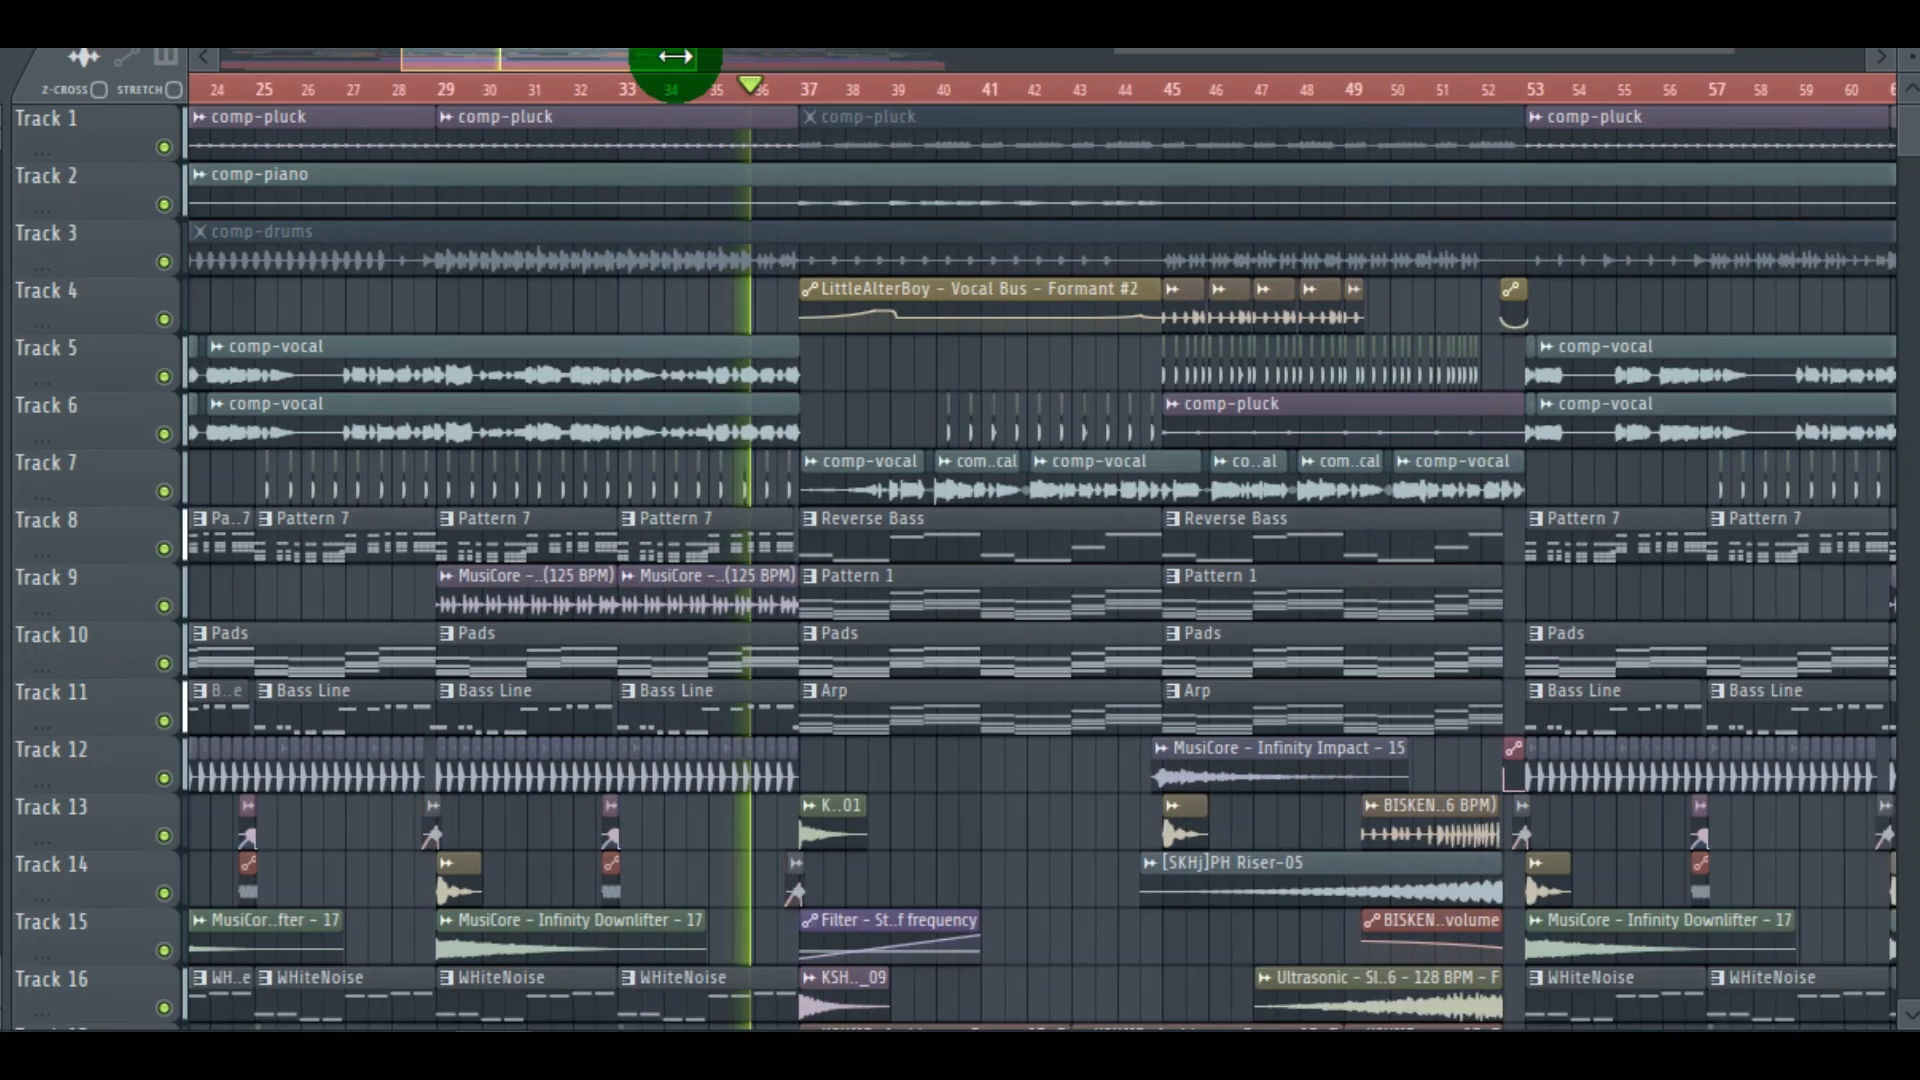 Z-CROSS STRETCH
24 25 26 27 28 29 30 31 32 33 34 35 36 37 38 39 40 41 42 43 44 45 46 47 48 49 50 51 52 53 54 55 56 57 58 59 60
Track 1 comp-pluck comp-pluck comp-pluck comp-pluck
Track 2 comp-piano
Track 3 comp-drums
Track 4 LittleAlterBoy - Vocal Bus - Formant #2
Track 5 comp-vocal comp-vocal
Track 6 comp-vocal comp-pluck comp-vocal
Track 7 comp-vocal com..cal comp-vocal co..al com..cal comp-vocal
Track 8 Pa..7 Pattern 7 Pattern 7 Pattern 7 Reverse Bass Reverse Bass Pattern 7 Pattern 7
Track 9 MusiCore -..(125 BPM) MusiCore -..(125 BPM) Pattern 1 Pattern 1
Track 10 Pads Pads Pads Pads Pads
Track 11 B..e Bass Line Bass Line Bass Line Arp Arp Bass Line Bass Line
Track 12 MusiCore - Infinity Impact - 15
Track 13 K..01 BISKEN..6 BPM)
Track 14 [SKHj]PH Riser-05
Track 15 MusiCor..fter - 17 MusiCore - Infinity Downlifter - 17 Filter - St..f frequency BISKEN..volume MusiCore - Infinity Downlifter - 17
Track 16 WH..e WHiteNoise WHiteNoise WHiteNoise KSH.._09 Ultrasonic - Sl..6 - 128 BPM - F WHiteNoise WHiteNoise